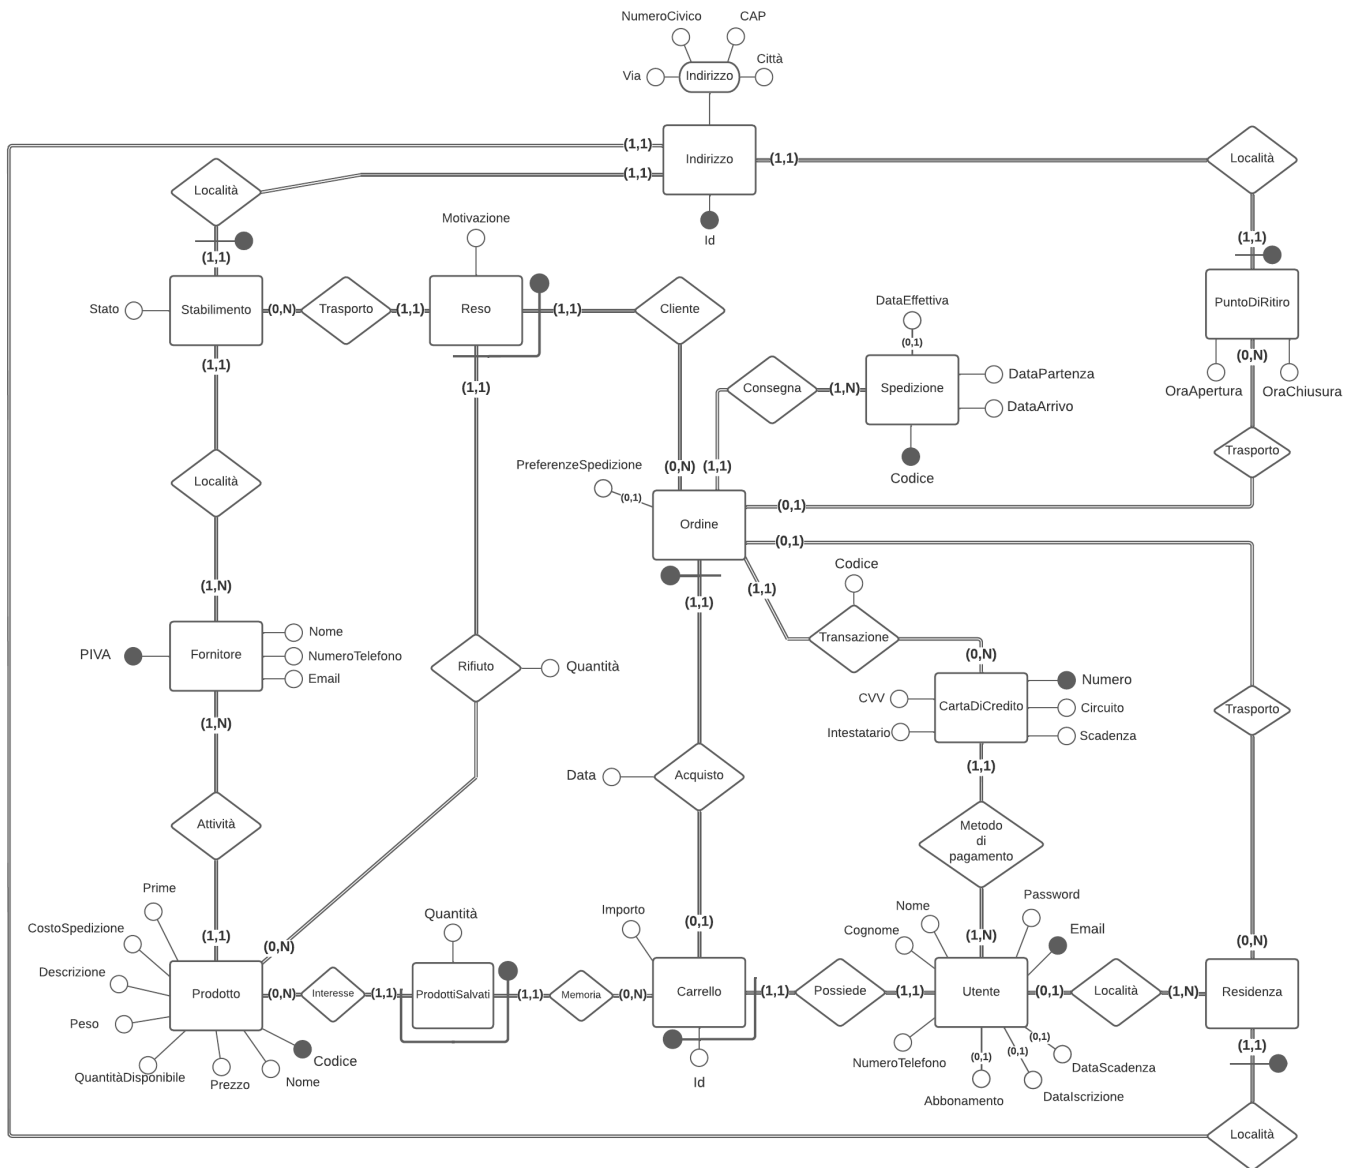 NumeroCivico
CAP
Via
Indirizzo
Città
(1,1)
Indirizzo
(1,1)
Località
(1,1)
Località
Id
Motivazione
(1,1)
(1,1)
Stato
Stabilimento
(0,N)
Trasporto
(1,1)
Reso
(1,1)
Cliente
DataEffettiva
(0,1)
PuntoDiRitiro
(0,N)
OraApertura
OraChiusura
(1,1)
(1,1)
Consegna
(1,N)
Spedizione
DataPartenza
DataArrivo
Codice
Località
PreferenzeSpedizione
(0,1)
(0,N)
(1,1)
Trasporto
Ordine
(0,1)
(0,1)
(1,1)
(1,1)
Codice
Transazione
(1,N)
PIVA
Fornitore
Nome
NumeroTelefono
Email
Rifiuto
Quantità
(0,N)
CVV
Intestatario
CartaDiCredito
Numero
Circuito
Scadenza
Trasporto
(1,N)
(1,1)
Data
Acquisto
Attività
Metodo
di
pagamento
Prime
CostoSpedizione
Descrizione
Peso
QuantitàDisponibile
Prezzo
Nome
Codice
(1,1)
(0,N)
Prodotto
(0,N)
Interesse
(1,1)
Quantità
ProdottiSalvati
(1,1)
Memoria
(0,N)
Importo
(0,1)
Carrello
Id
(1,1)
Possiede
(1,1)
Nome
Cognome
Password
Email
(1,N)
Utente
NumeroTelefono
(0,1)
Abbonamento
(0,1)
DataIscrizione
(0,1)
DataScadenza
(0,1)
Località
(1,N)
(0,N)
Residenza
(1,1)
Località